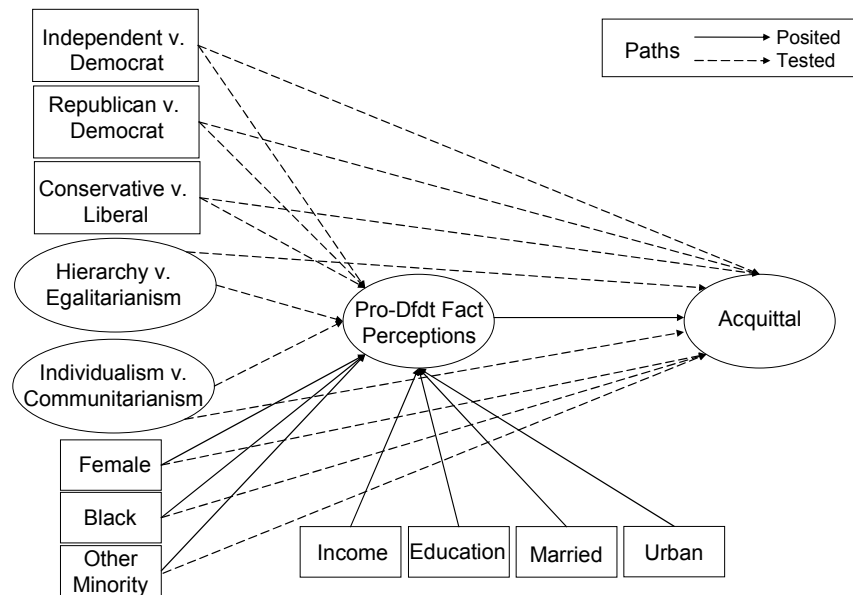 Independent v.
Democrat
Republican v.
Democrat
Conservative v.
Liberal
Hierarchy v.
Egalitarianism
Individualism v.
Communitarianism
Female
Black
Other
Minority
Pro-Dfdt Fact
Perceptions
Acquittal
Income
Education
Married
Urban
Paths
Posited
Tested